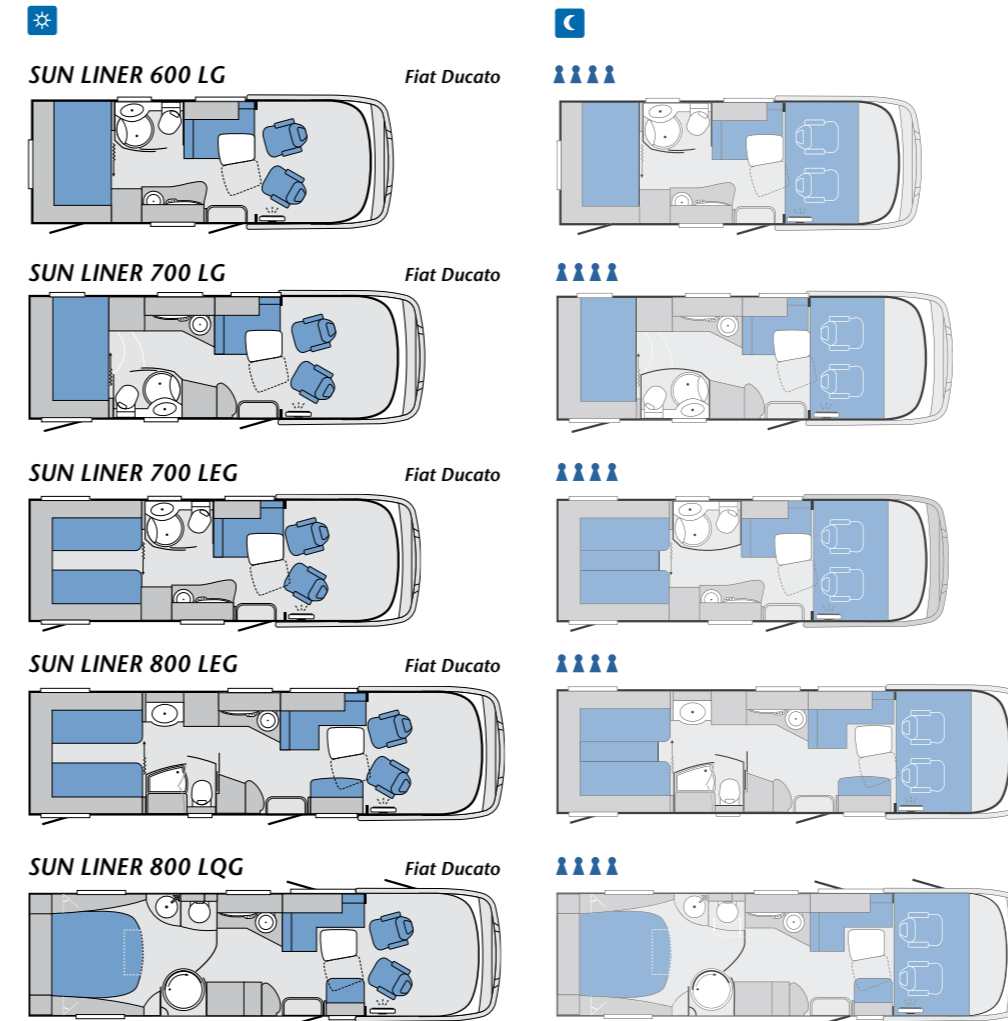 SUN LINER 600 LG Fiat Ducato
SUN LINER 700 LG Fiat Ducato
SUN LINER 700 LEG Fiat Ducato
SUN LINER 800 LEG Fiat Ducato
SUN LINER 800 LQG Fiat Ducato